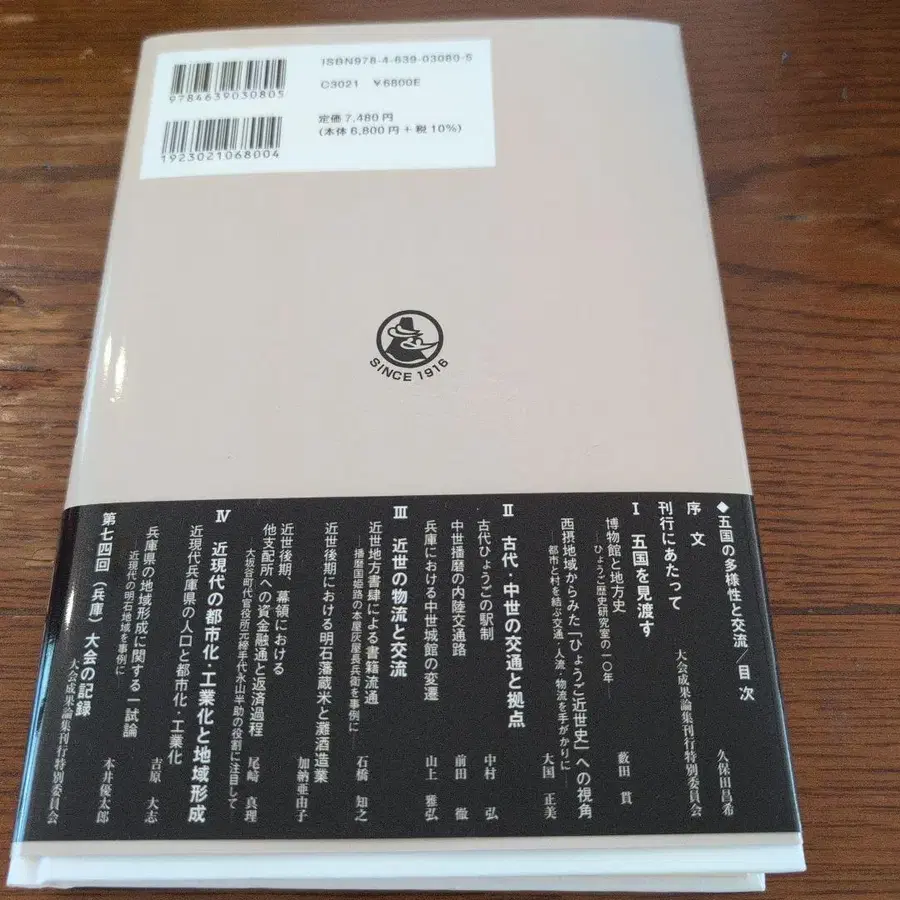 ISBN978-4-639-03080-5
C3021 ¥6800E
定価7,480円
(本体6,800円+税10%)
9784639030805
1923021068004
SINCE 1916
◆五国の多様性と交流/目次
序文 久保田昌希
刊行にあたって 大会成果論集刊行特別委員会
Ⅰ 五国を見渡す
博物館と地方史 藪田 貫
―ひょうご歴史研究室の一〇年―
西摂地域からみた「ひょうご近世史」への視角 大国 正美
―都市と村を結ぶ交通・人流・物流を手がかりに―
Ⅱ 古代・中世の交通と拠点
古代ひょうごの駅制 中村 弘
中世播磨の内陸交通路 前田 徹
兵庫における中世城館の変遷 山上 雅弘
Ⅲ 近世の物流と交流
近世地方書肆による書籍流通 石橋 知之
―播磨国姫路の本屋灰屋長兵衛を事例に―
近世後期における明石藩蔵米と灘酒造業 加納亜由子
近世後期、幕領における
他支配所への資金融通と返済過程 尾﨑 真理
―大坂谷町代官役所元締手代永山半助の役割に注目して―
Ⅳ 近現代の都市化・工業化と地域形成
近現代兵庫県の人口と都市化・工業化 吉原 大志
兵庫県の地域形成に関する一試論 本井優太郎
―近現代の明石地域を事例に
第七四回(兵庫)大会の記録 大会成果論集刊行特別委員会